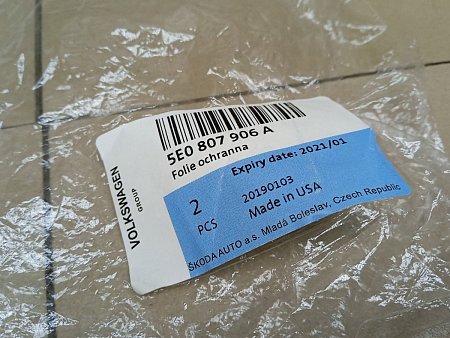 5E0 807 906 A
Folie ochranna
VOLKSWAGEN
GROUP
Expiry date: 2021/01
2
PCS
20190103
Made in USA
ŠKODA AUTO a.s. Mladá Boleslav, Czech Republic